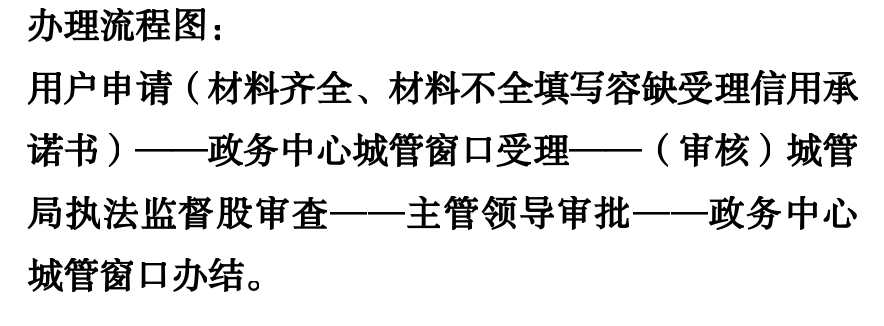 办理流程图：
用户申请（材料齐全、材料不全填写容缺受理信用承
诺书）——政务中心城管窗口受理——（审核）城管
局执法监督股审查——主管领导审批——政务中心
城管窗口办结。